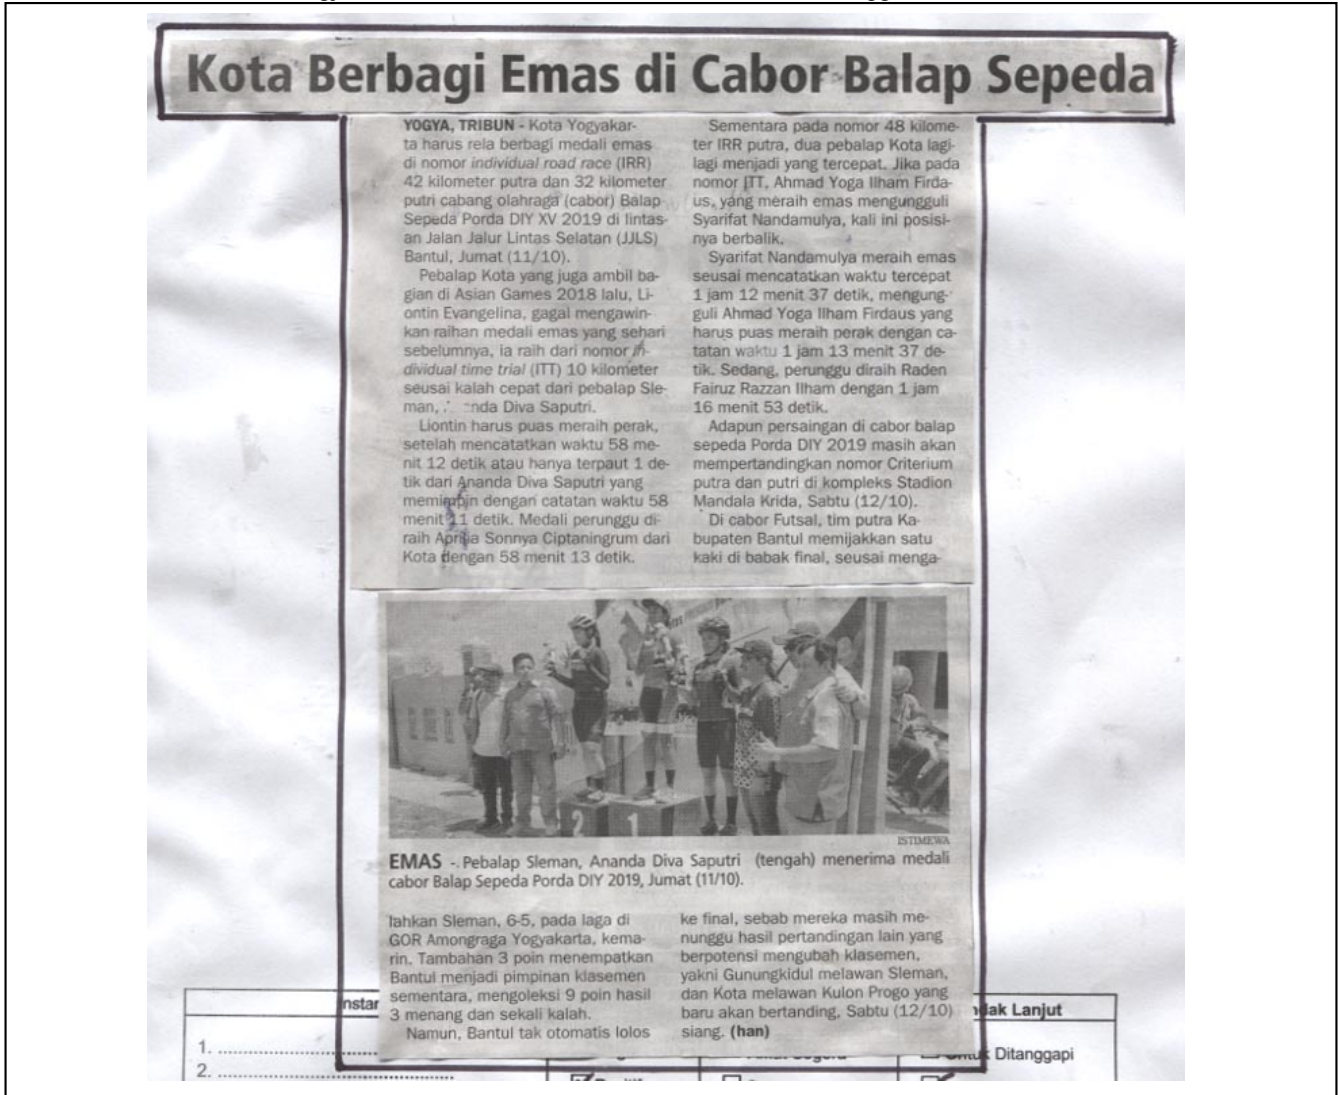 Kota Berbagi Emas di Cabor Balap Sepeda
YOGYA, TRIBUN - Kota Yogyakar-
ta harus rela berbagi medali emas
di nomor individual road race (IRR)
42 kilometer putra dan 32 kilometer
putri cabang olahraga (cabor) Balap
Sepeda Porda DIY XV 2019 di lintas-
an Jalan Jalur Lintas Selatan (JJLS)
Bantul, Jumat (11/10).
Pebalap Kota yang juga ambil ba-
gian di Asian Games 2018 lalu, Li-
ontin Evangelina, gagal mengawin-
kan raihan medali emas yang sehari
sebelumnya, ia raih dari nomor in-
dividual time trial (ITT) 10 kilometer
seusai kalah cepat dari pebalap Sle-
man, nda Diva Saputri.
Liontin harus puas meraih perak,
setelah mencatatkan waktu 58 me-
nit 12 detik atau hanya terpaut 1 de-
tik dari Ananda Diva Saputri yang
memimpin dengan catatan waktu 58
menit 11 detik. Medali perunggu di-
raih Aprilia Sonnya Ciptaningrum dari
Kota dengan 58 menit 13 detik.
Sementara pada nomor 48 kilome-
ter IRR putra, dua pebalap Kota lagi-
lagi menjadi yang tercepat. Jika pada
nomor ITT, Ahmad Yoga Ilham Firda-
us, yang meraih emas mengungguli
Syarifat Nandamulya, kali ini posisi-
nya berbalik.
Syarifat Nandamulya meraih emas
seusai mencatatkan waktu tercepat
1 jam 12 menit 37 detik, mengung-
guli Ahmad Yoga Ilham Firdaus yang
harus puas meraih perak dengan ca-
tatan waktu 1 jam 13 menit 37 de-
tik. Sedang, perunggu diraih Raden
Fairuz Razzan Ilham dengan 1 jam
16 menit 53 detik.
Adapun persaingan di cabor balap
sepeda Porda DIY 2019 masih akan
mempertandingkan nomor Criterium
putra dan putri di kompleks Stadion
Mandala Krida, Sabtu (12/10).
Di cabor Futsal, tim putra Ka-
bupaten Bantul memijakkan satu
kaki di babak final, seusai menga-
2 1
ISTIMEWA
EMAS - Pebalap Sleman, Ananda Diva Saputri (tengah) menerima medali
cabor Balap Sepeda Porda DIY 2019, Jumat (11/10).
lahkan Sleman, 6-5, pada laga di
GOR Amongraga Yogyakarta, kema-
rin. Tambahan 3 poin menempatkan
Bantul menjadi pimpinan klasemen
sementara, mengoleksi 9 poin hasil
3 menang dan sekali kalah.
Namun, Bantul tak otomatis lolos
ke final, sebab mereka masih me-
nunggu hasil pertandingan lain yang
berpotensi mengubah klasemen,
yakni Gunungkidul melawan Sleman,
dan Kota melawan Kulon Progo yang
baru akan bertanding, Sabtu (12/10)
siang. (han)
Instan
dak Lanjut
1. ........................
2. ........................
Untuk Ditanggapi